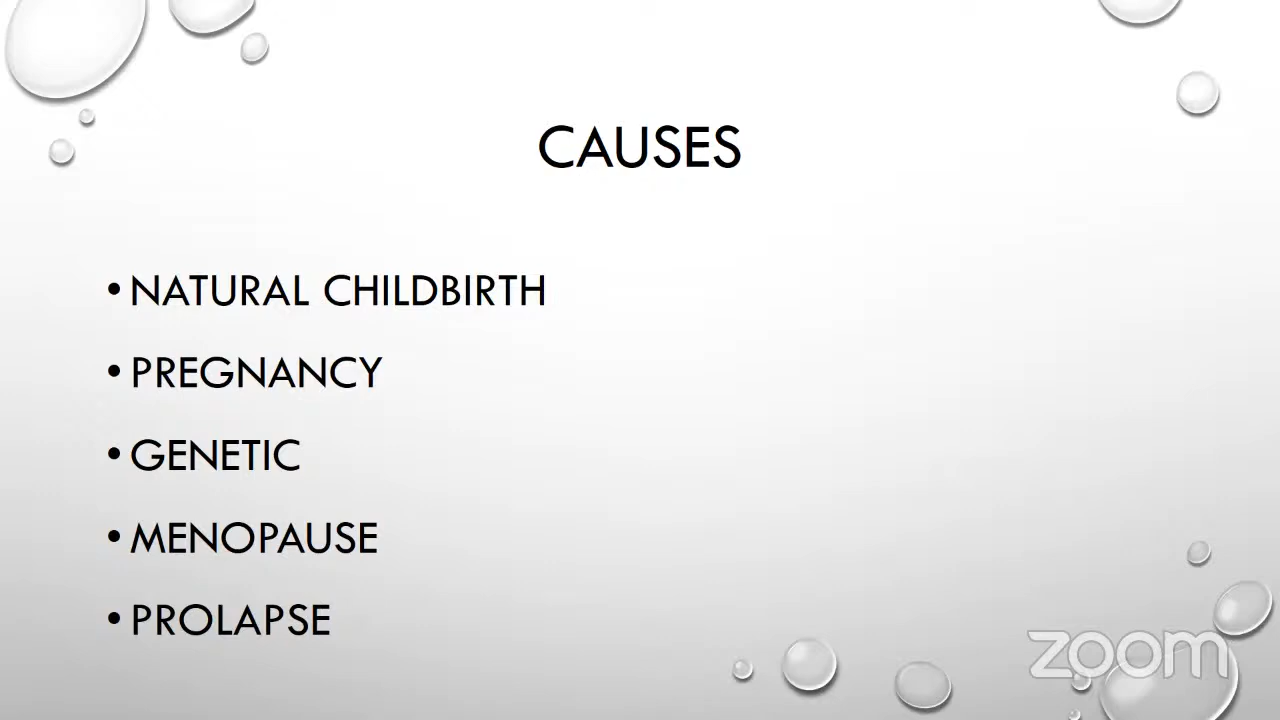 CAUSES
• NATURAL CHILDBIRTH
• PREGNANCY
• GENETIC
• MENOPAUSE
• PROLAPSE
zoom